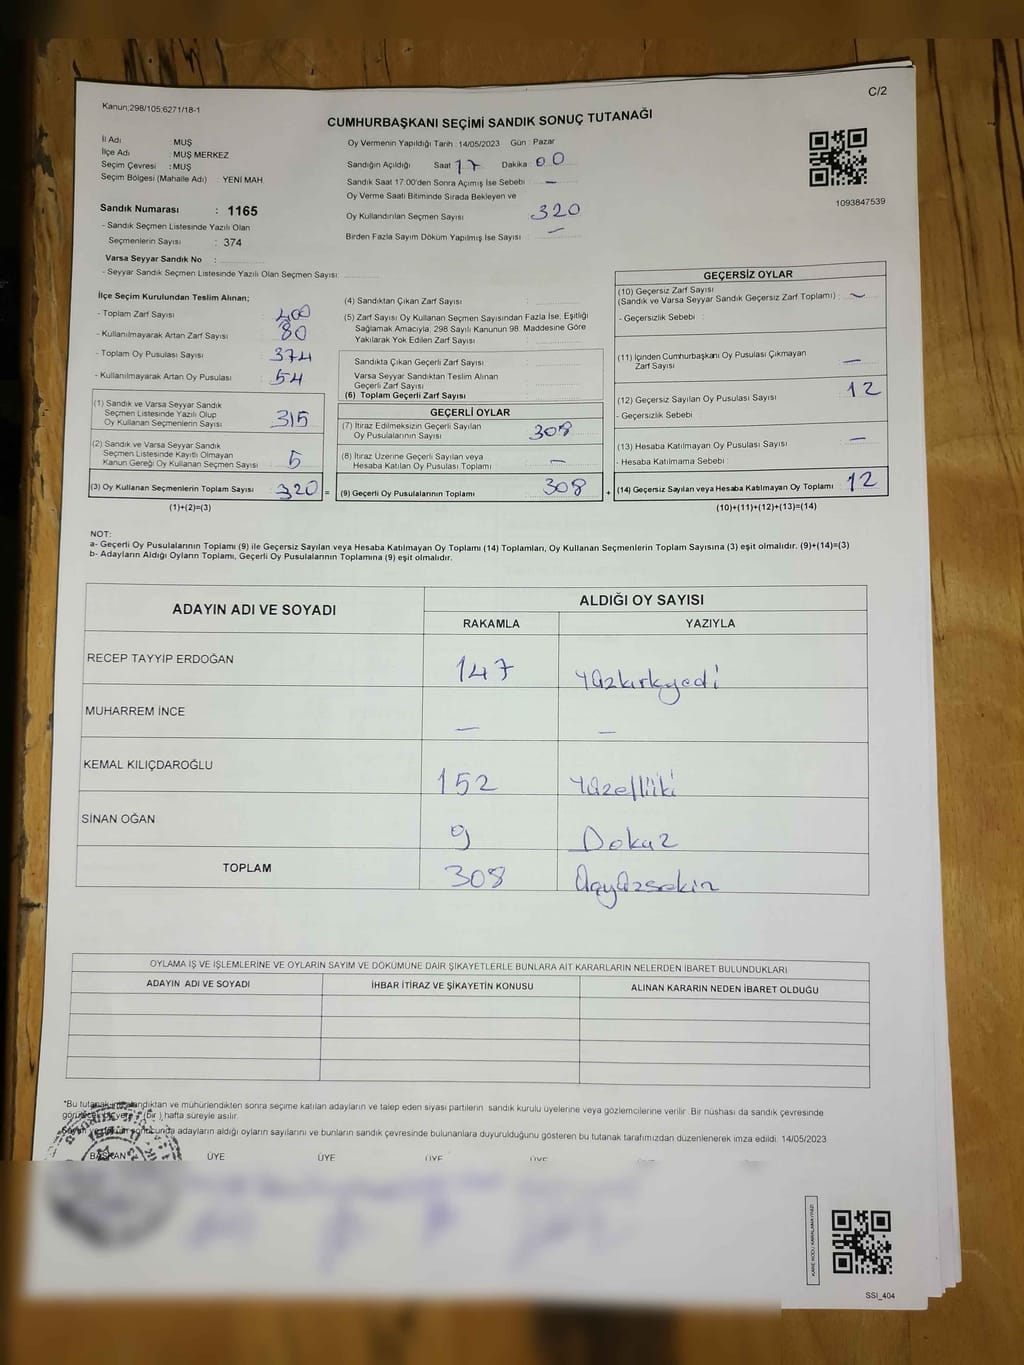 C/2
Kanun;298/105;6271/18-1
CUMHURBAŞKANI SEÇİMİ SANDIK SONUÇ TUTANAĞI
İl Adı : MUŞ
İlçe Adı : MUŞ MERKEZ
Seçim Çevresi : MUŞ
Seçim Bölgesi (Mahalle Adı) : YENİ MAH.
Sandık Numarası : 1165
- Sandık Seçmen Listesinde Yazılı Olan
Seçmenlerin Sayısı : 374
Varsa Seyyar Sandık No :
- Seyyar Sandık Seçmen Listesinde Yazılı Olan Seçmen Sayısı:
Oy Vermenin Yapıldığı Tarih : 14/05/2023 Gün : Pazar
Sandığın Açıldığı Saat 17 Dakika 00
Sandık Saat 17:00'den Sonra Açımış İse Sebebi : —
Oy Verme Saati Bitiminde Sırada Bekleyen ve
Oy Kullandırılan Seçmen Sayısı 320
Birden Fazla Sayım Döküm Yapılmış İse Sayısı : —
1093847539
İlçe Seçim Kurulundan Teslim Alınan;
- Toplam Zarf Sayısı : 400
- Kullanılmayarak Artan Zarf Sayısı : 80
- Toplam Oy Pusulası Sayısı : 374
- Kullanılmayarak Artan Oy Pusulası : 54
(1) Sandık ve Varsa Seyyar Sandık
Seçmen Listesinde Yazılı Olup
Oy Kullanan Seçmenlerin Sayısı : 315
(2) Sandık ve Varsa Seyyar Sandık
Seçmen Listesinde Kayıtlı Olmayan
Kanun Gereği Oy Kullanan Seçmen Sayısı : 5
(3) Oy Kullanan Seçmenlerin Toplam Sayısı : 320 =
(1)+(2)=(3)
(4) Sandıktan Çıkan Zarf Sayısı :
(5) Zarf Sayısı Oy Kullanan Seçmen Sayısından Fazla İse, Eşitliği
Sağlamak Amacıyla, 298 Sayılı Kanunun 98. Maddesine Göre
Yakılarak Yok Edilen Zarf Sayısı :
Sandıkta Çıkan Geçerli Zarf Sayısı :
Varsa Seyyar Sandıktan Teslim Alınan
Geçerli Zarf Sayısı :
(6) Toplam Geçerli Zarf Sayısı :
GEÇERLİ OYLAR
(7) İtiraz Edilmeksizin Geçerli Sayılan
Oy Pusulalarının Sayısı : 308
(8) İtiraz Üzerine Geçerli Sayılan veya
Hesaba Katılan Oy Pusulası Toplamı : —
(9) Geçerli Oy Pusulalarının Toplamı : 308 +
GEÇERSİZ OYLAR
(10) Geçersiz Zarf Sayısı
(Sandık ve Varsa Seyyar Sandık Geçersiz Zarf Toplamı) : —
- Geçersizlik Sebebi :
(11) İçinden Cumhurbaşkanı Oy Pusulası Çıkmayan
Zarf Sayısı : —
(12) Geçersiz Sayılan Oy Pusulası Sayısı : 12
- Geçersizlik Sebebi :
(13) Hesaba Katılmayan Oy Pusulası Sayısı : —
- Hesaba Katılmama Sebebi :
(14) Geçersiz Sayılan veya Hesaba Katılmayan Oy Toplamı : 12
(10)+(11)+(12)+(13)=(14)
NOT:
a- Geçerli Oy Pusulalarının Toplamı (9) ile Geçersiz Sayılan veya Hesaba Katılmayan Oy Toplamı (14) Toplamları, Oy Kullanan Seçmenlerin Toplam Sayısına (3) eşit olmalıdır. (9)+(14)=(3)
b- Adayların Aldığı Oyların Toplamı, Geçerli Oy Pusulalarının Toplamına (9) eşit olmalıdır.
ADAYIN ADI VE SOYADI
ALDIĞI OY SAYISI
RAKAMLA YAZIYLA
RECEP TAYYİP ERDOĞAN 147 Yüzkırkyedi
MUHARREM İNCE — —
KEMAL KILIÇDAROĞLU 152 Yüzelliiki
SİNAN OĞAN 9 Dokuz
TOPLAM 308 Üçyüzsekiz
OYLAMA İŞ VE İŞLEMLERİNE VE OYLARIN SAYIM VE DÖKÜMÜNE DAİR ŞİKAYETLERLE BUNLARA AİT KARARLARIN NELERDEN İBARET BULUNDUKLARI
ADAYIN ADI VE SOYADI İHBAR İTİRAZ VE ŞİKAYETİN KONUSU ALINAN KARARIN NEDEN İBARET OLDUĞU
"Bu tutanak imzalandıktan ve mühürlendikten sonra seçime katılan adayların ve talep eden siyasi partilerin sandık kurulu üyelerine veya gözlemcilerine verilir. Bir nüshası da sandık çevresinde
görülecek bir yere 1 (bir) hafta süreyle asılır.
döküm sonucunda adayların aldığı oyların sayılarını ve bunların sandık çevresinde bulunanlara duyurulduğunu gösteren bu tutanak tarafımızdan düzenlenerek imza edildi. 14/05/2023
BAŞKAN ÜYE ÜYE ÜYE ÜYE
SSİ_404